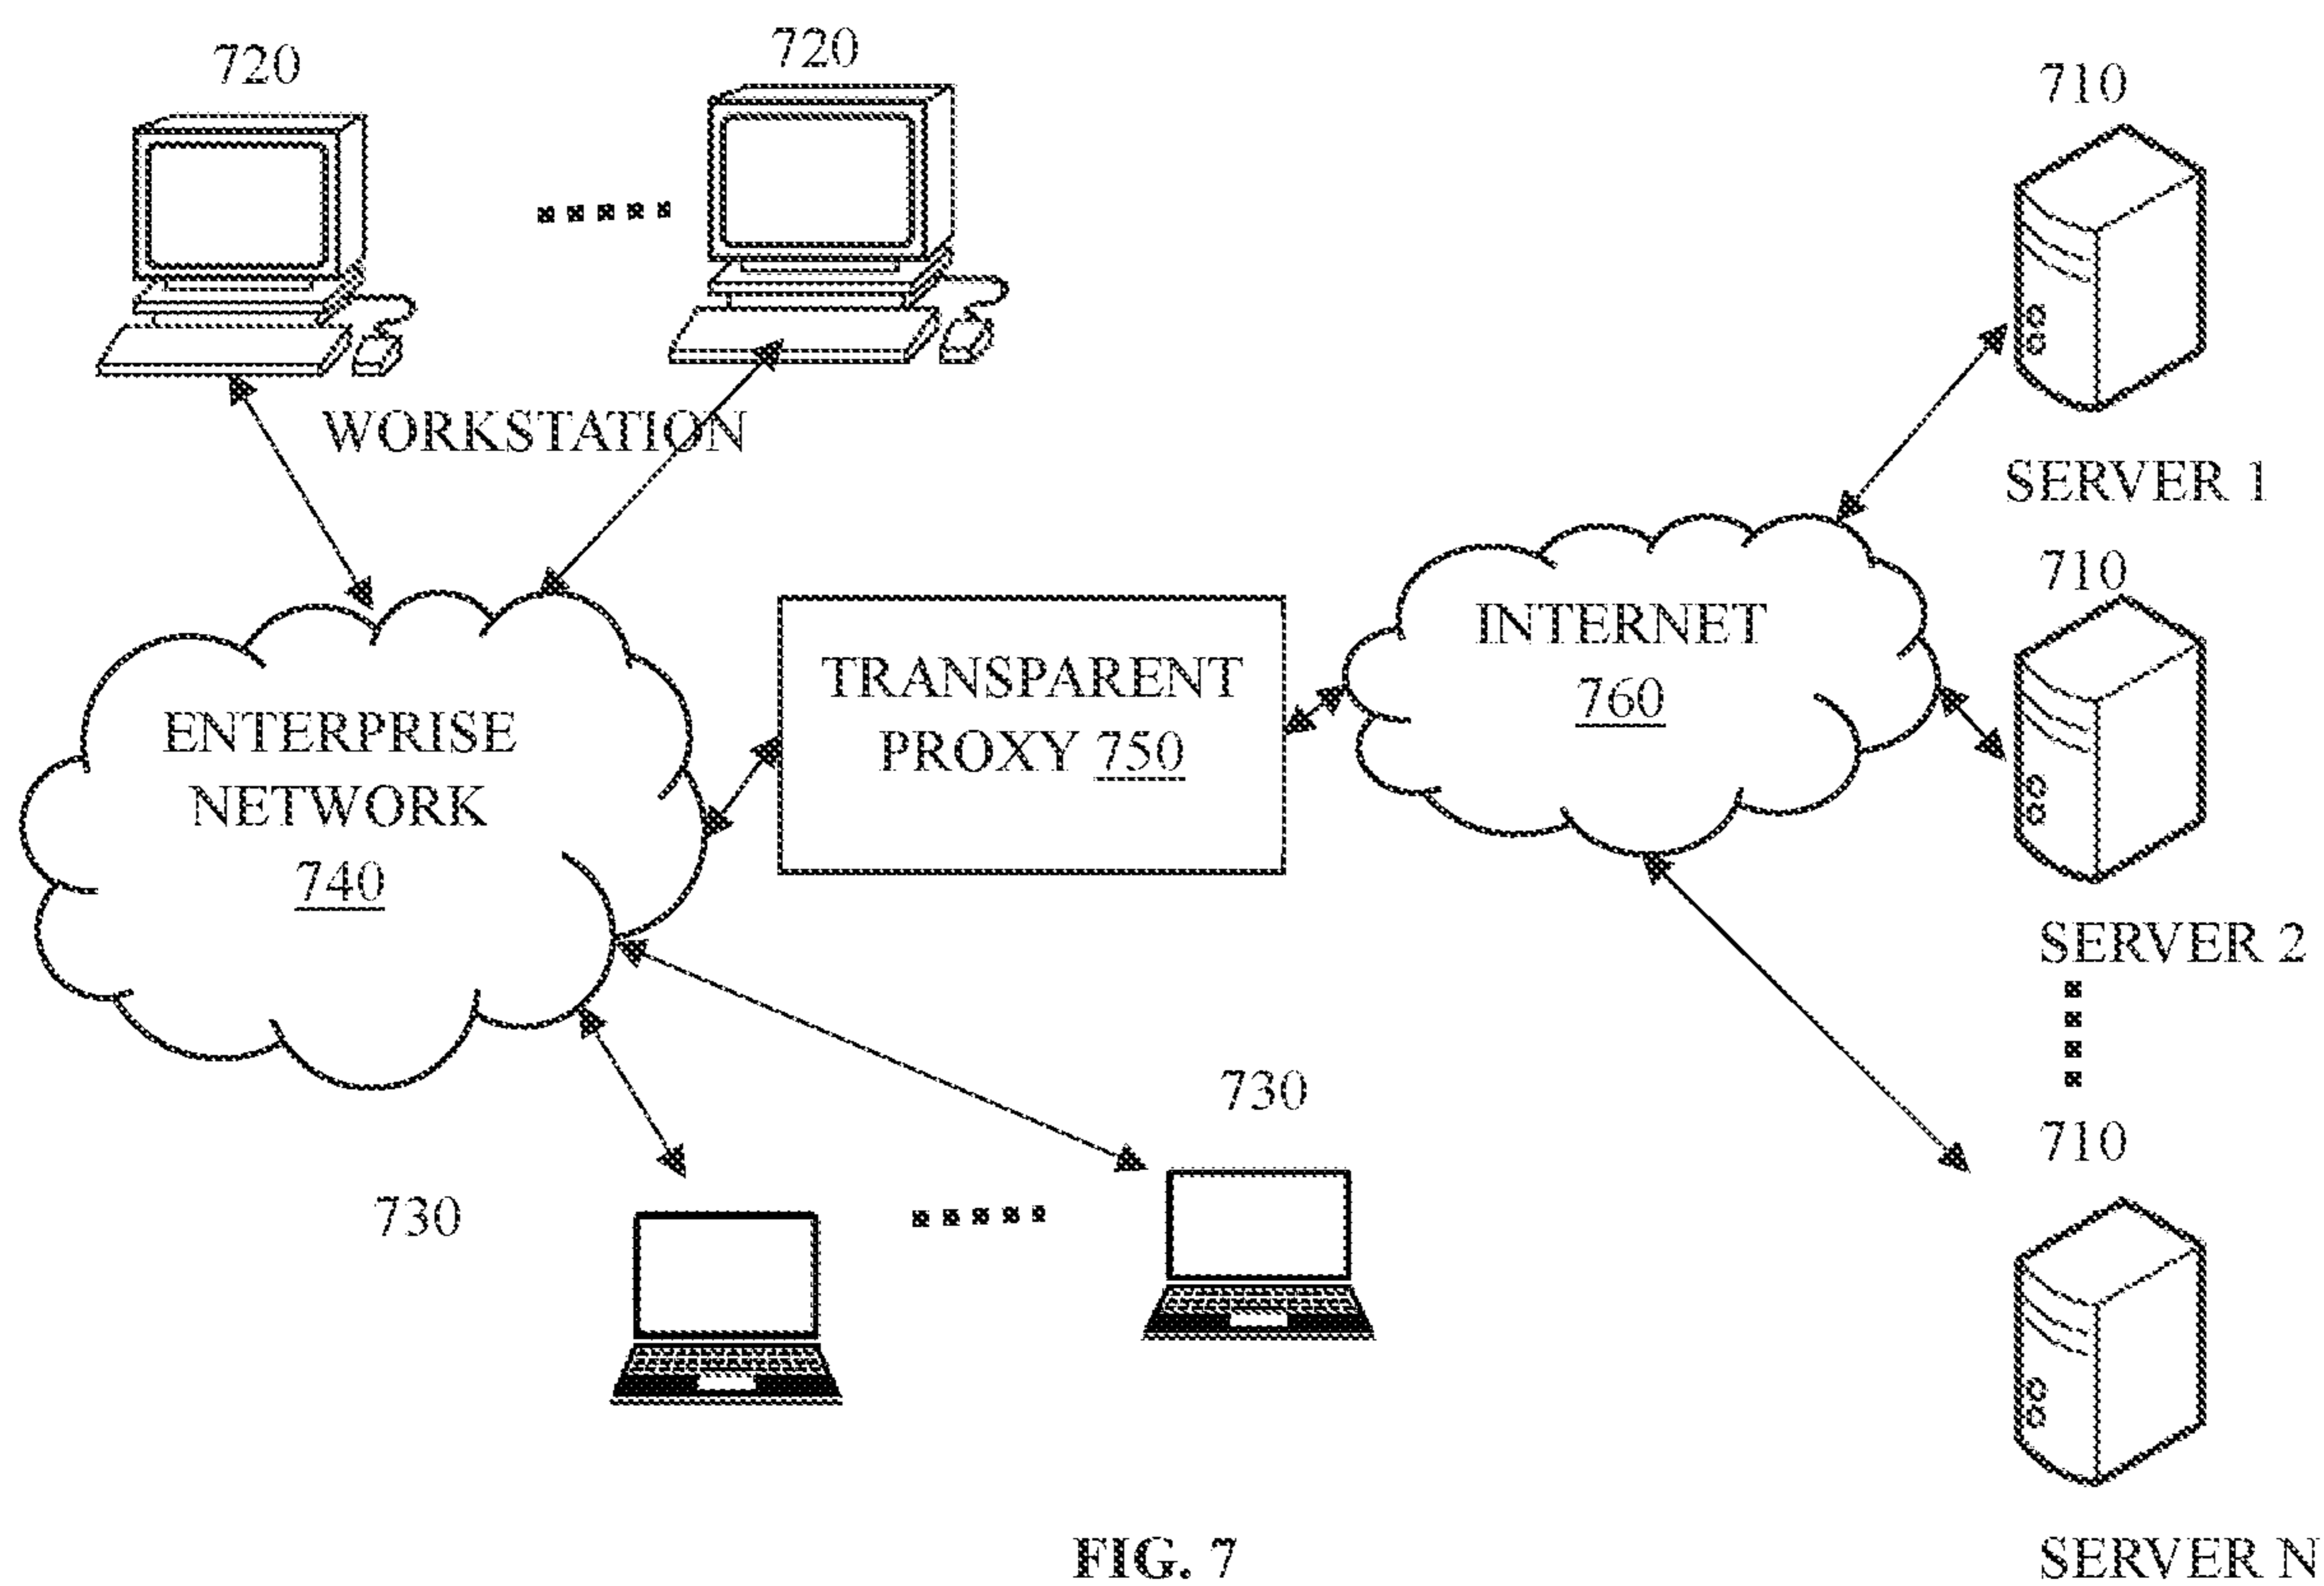 720
720
710
WORKSTATION
SERVER 1
710
INTERNET
760
TRANSPARENT
PROXY 750
ENTERPRISE
NETWORK
740
SERVER 2
730
710
730
FIG. 7
SERVER N